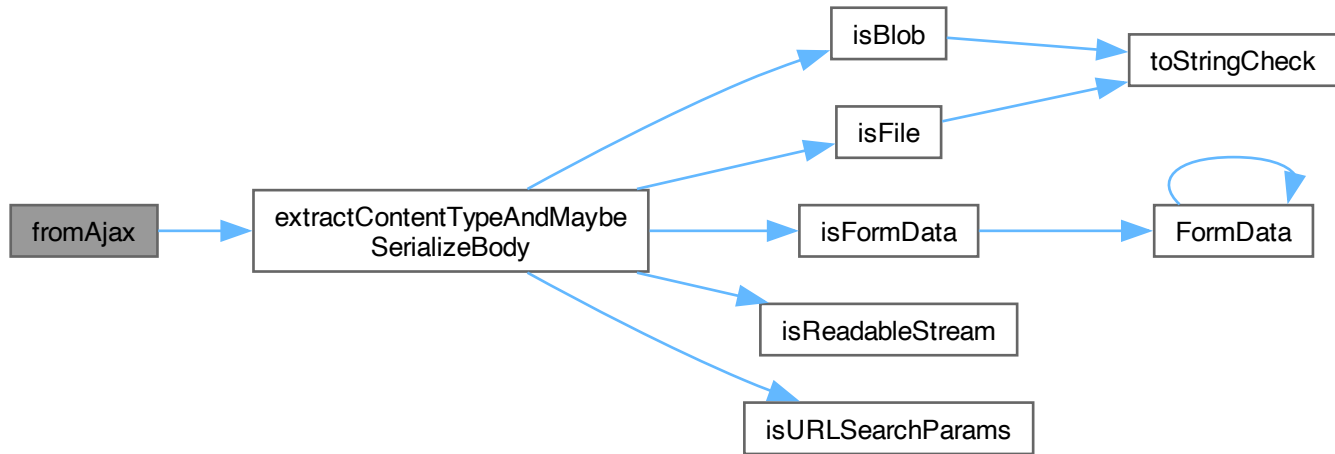 fromAjax
extractContentTypeAndMaybe
SerializeBody
isBlob
isFile
isFormData
isReadableStream
isURLSearchParams
toStringCheck
FormData